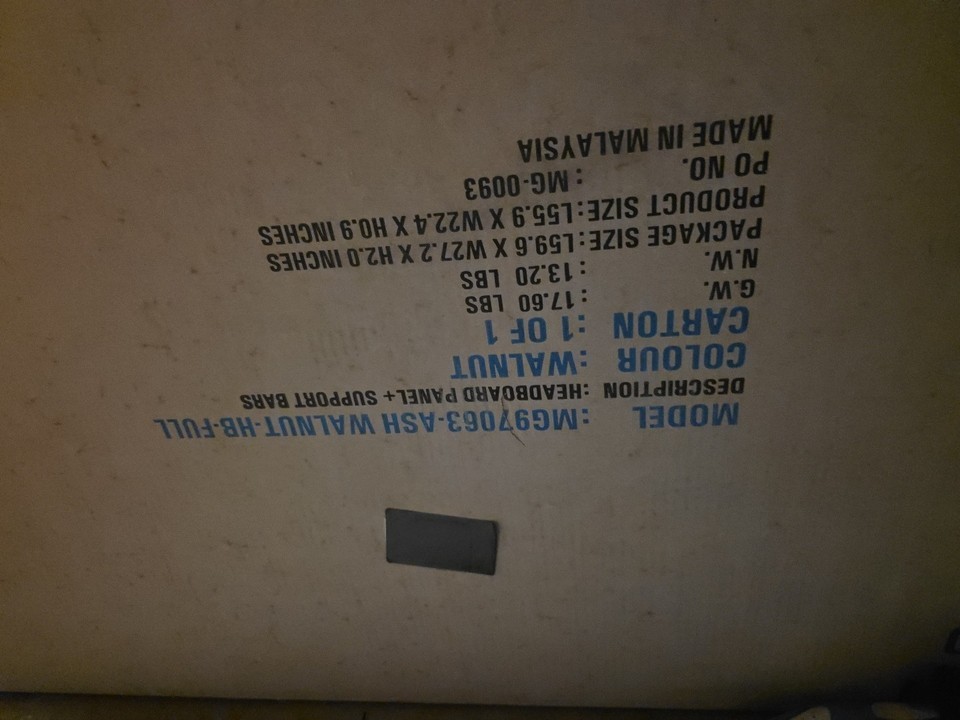 MODEL :MG97063-ASH WALNUT-HB-FULL
DESCRIPTION :HEADBOARD PANEL+ SUPPORT BARS
COLOUR :WALNUT
CARTON :1 OF 1
G.W. :17.60 LBS
N.W. :13.20 LBS
PACKAGE SIZE:L59.6 X W27.2 X H2.0 INCHES
PRODUCT SIZE:L55.9 X W22.4 X H0.9 INCHES
PO NO. :MG-0093
MADE IN MALAYSIA